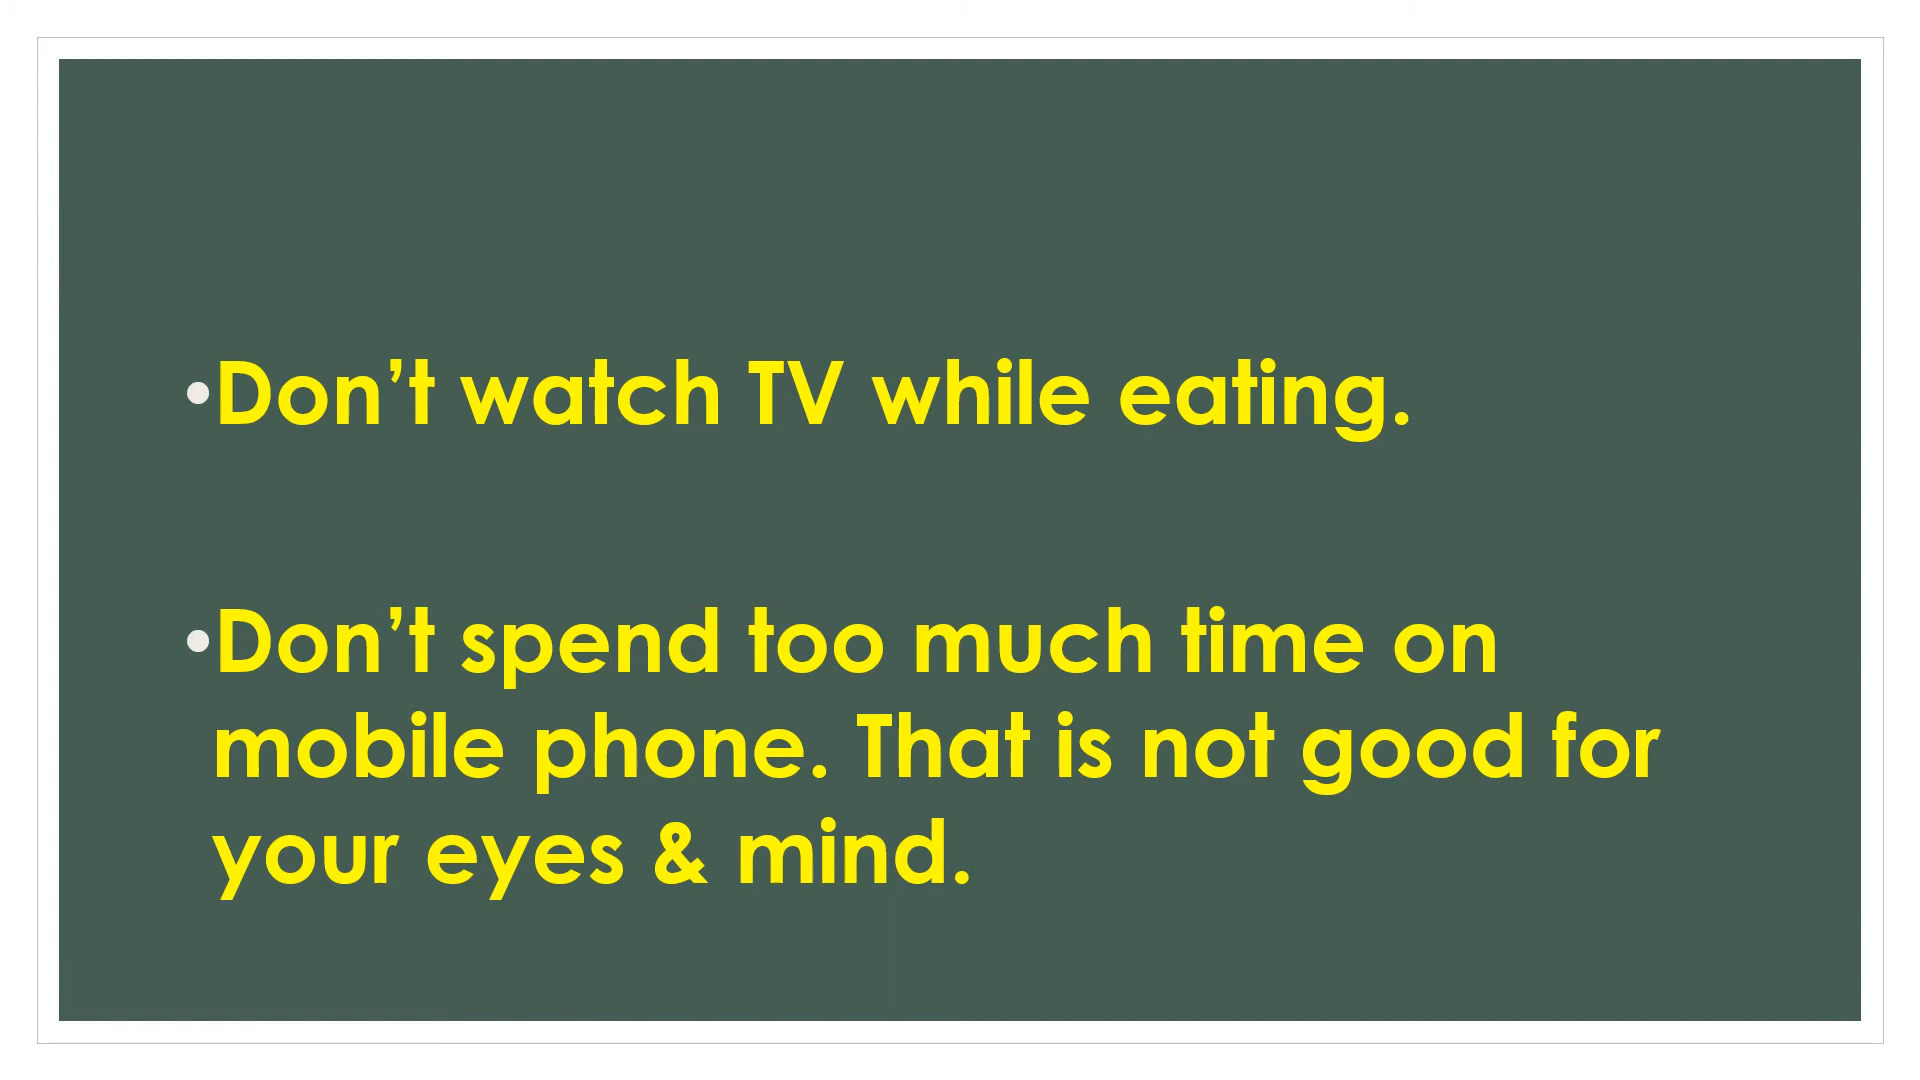 •Don’t watch TV while eating.
•Don’t spend too much time on
mobile phone. That is not good for
your eyes & mind.